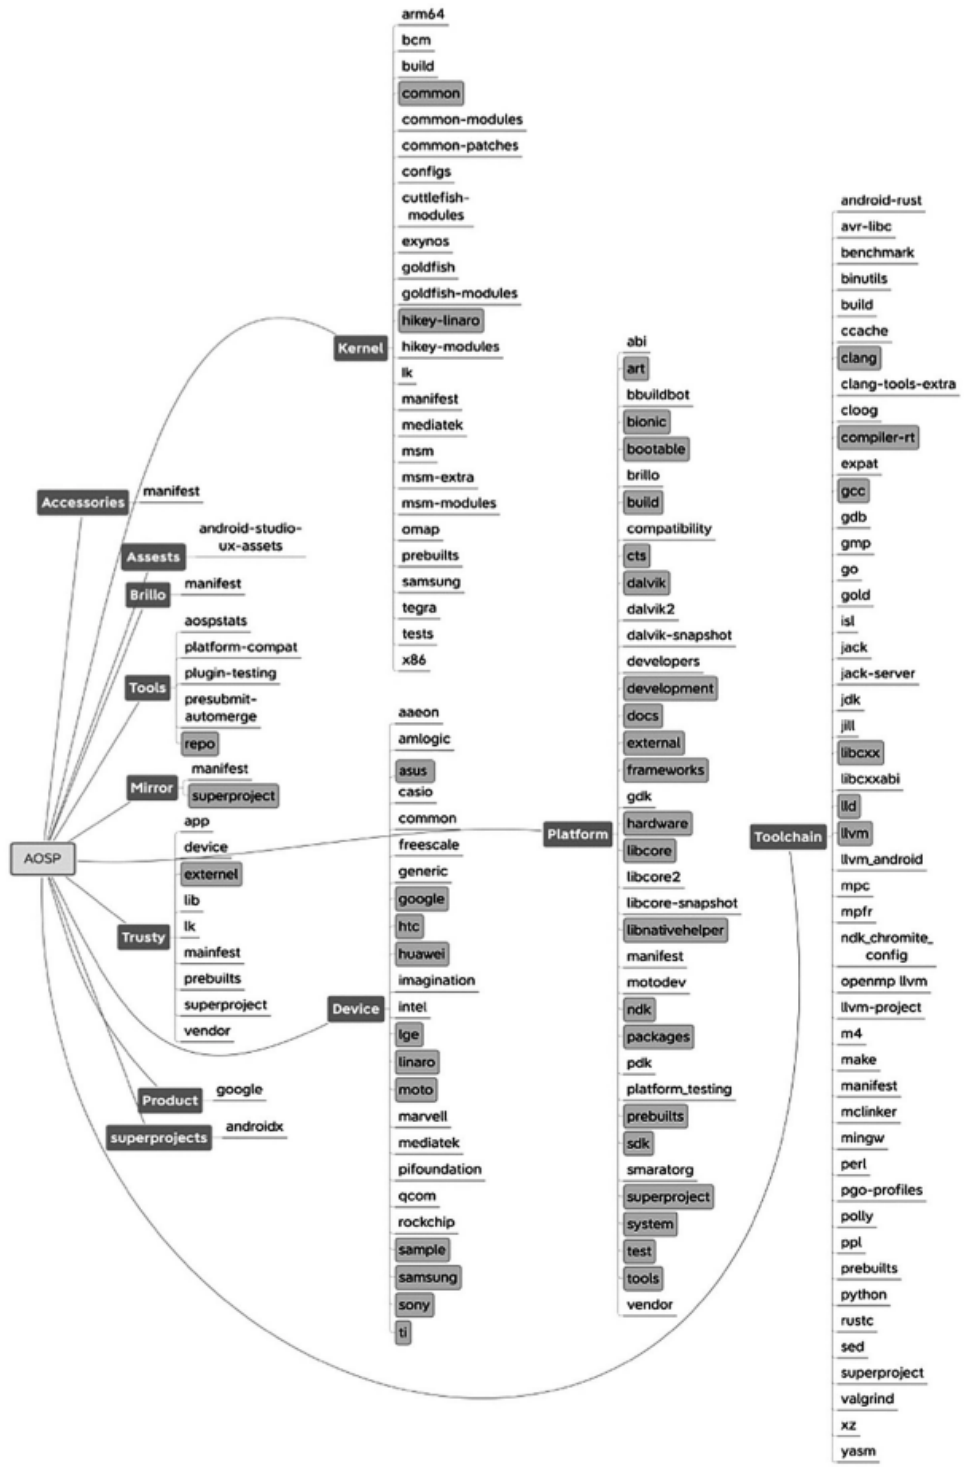 AOSP
Kernel
arm64
bcm
build
common
common-modules
common-patches
configs
cuttlefish-
modules
exynos
goldfish
goldfish-modules
hikey-linaro
hikey-modules
lk
manifest
mediatek
msm
msm-extra
msm-modules
omap
prebuilts
samsung
tegra
tests
x86
Accessories
manifest
Assests
android-studio-
ux-assets
Brillo
manifest
Tools
aospstats
platform-compat
plugin-testing
presubmit-
automerge
repo
Mirror
manifest
superproject
Trusty
app
device
externel
lib
lk
mainfest
prebuilts
superproject
vendor
Product
google
superprojects
androidx
Device
aaeon
amlogic
asus
casio
common
freescale
generic
google
htc
huawei
imagination
intel
lge
linaro
moto
marvell
mediatek
pifoundation
qcom
rockchip
sample
samsung
sony
ti
Platform
abi
art
bbuildbot
bionic
bootable
brillo
build
compatibility
cts
dalvik
dalvik2
dalvik-snapshot
developers
development
docs
external
frameworks
gdk
hardware
libcore
libcore2
libcore-snapshot
libnativehelper
manifest
motodev
ndk
packages
pdk
platform_testing
prebuilts
sdk
smaratorg
superproject
system
test
tools
vendor
Toolchain
android-rust
avr-libc
benchmark
binutils
build
ccache
clang
clang-tools-extra
cloog
compiler-rt
expat
gcc
gdb
gmp
go
gold
isl
jack
jack-server
jdk
jill
libcxx
libcxxabi
lld
llvm
llvm_android
mpc
mpfr
ndk_chromite_
config
openmp llvm
llvm-project
m4
make
manifest
mclinker
mingw
perl
pgo-profiles
polly
ppl
prebuilts
python
rustc
sed
superproject
valgrind
xz
yasm